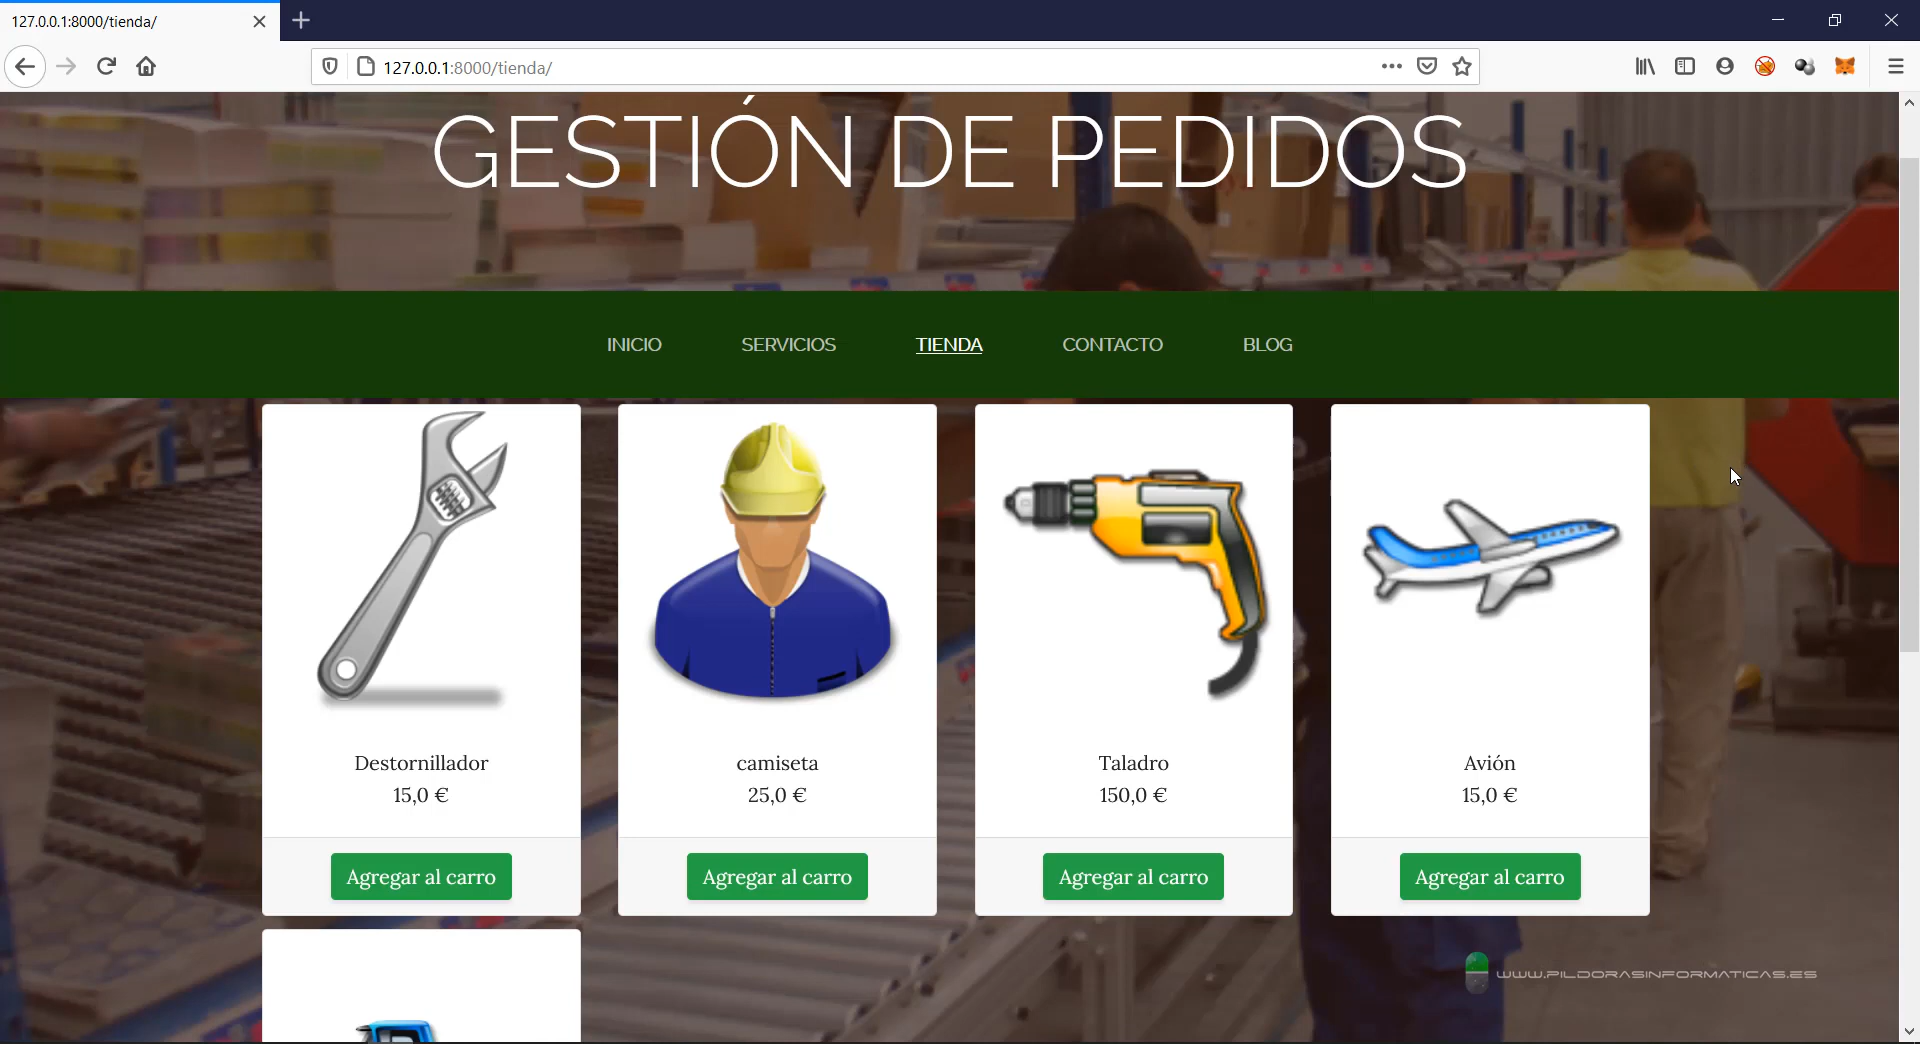 127.0.0.1:8000/tienda/
127.0.0.1:8000/tienda/
GESTIÓN DE PEDIDOS
INICIO SERVICIOS TIENDA CONTACTO BLOG
Destornillador
15,0 €
Agregar al carro
camiseta
25,0 €
Agregar al carro
Taladro
150,0 €
Agregar al carro
Avión
15,0 €
Agregar al carro
WWW.PILDORASINFORMATICAS.ES